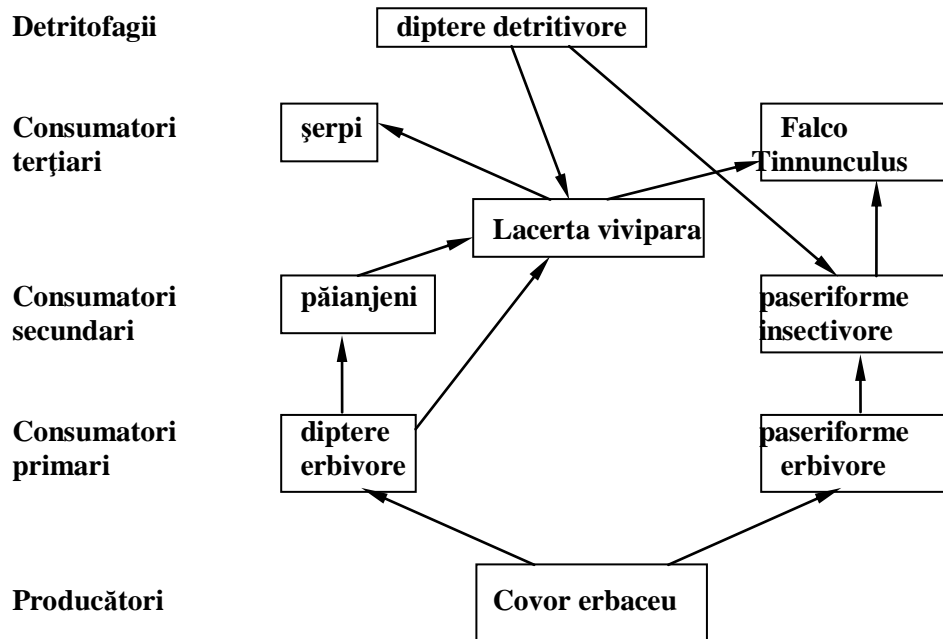 Detritofagii
diptere detritivore
Consumatori
terţiari
şerpi
Falco
Tinnunculus
Lacerta vivipara
Consumatori
secundari
păianjeni
paseriforme
insectivore
Consumatori
primari
diptere
erbivore
paseriforme
erbivore
Producători
Covor erbaceu